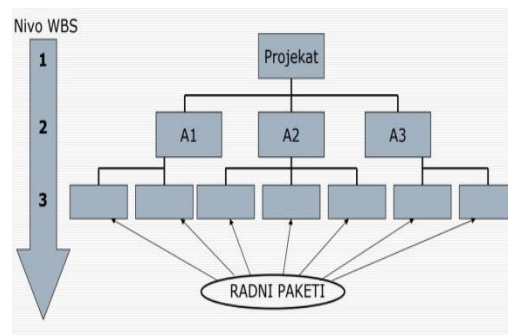 Nivo WBS
1
Projekat
2
A1
A2
A3
3
RADNI PAKETI